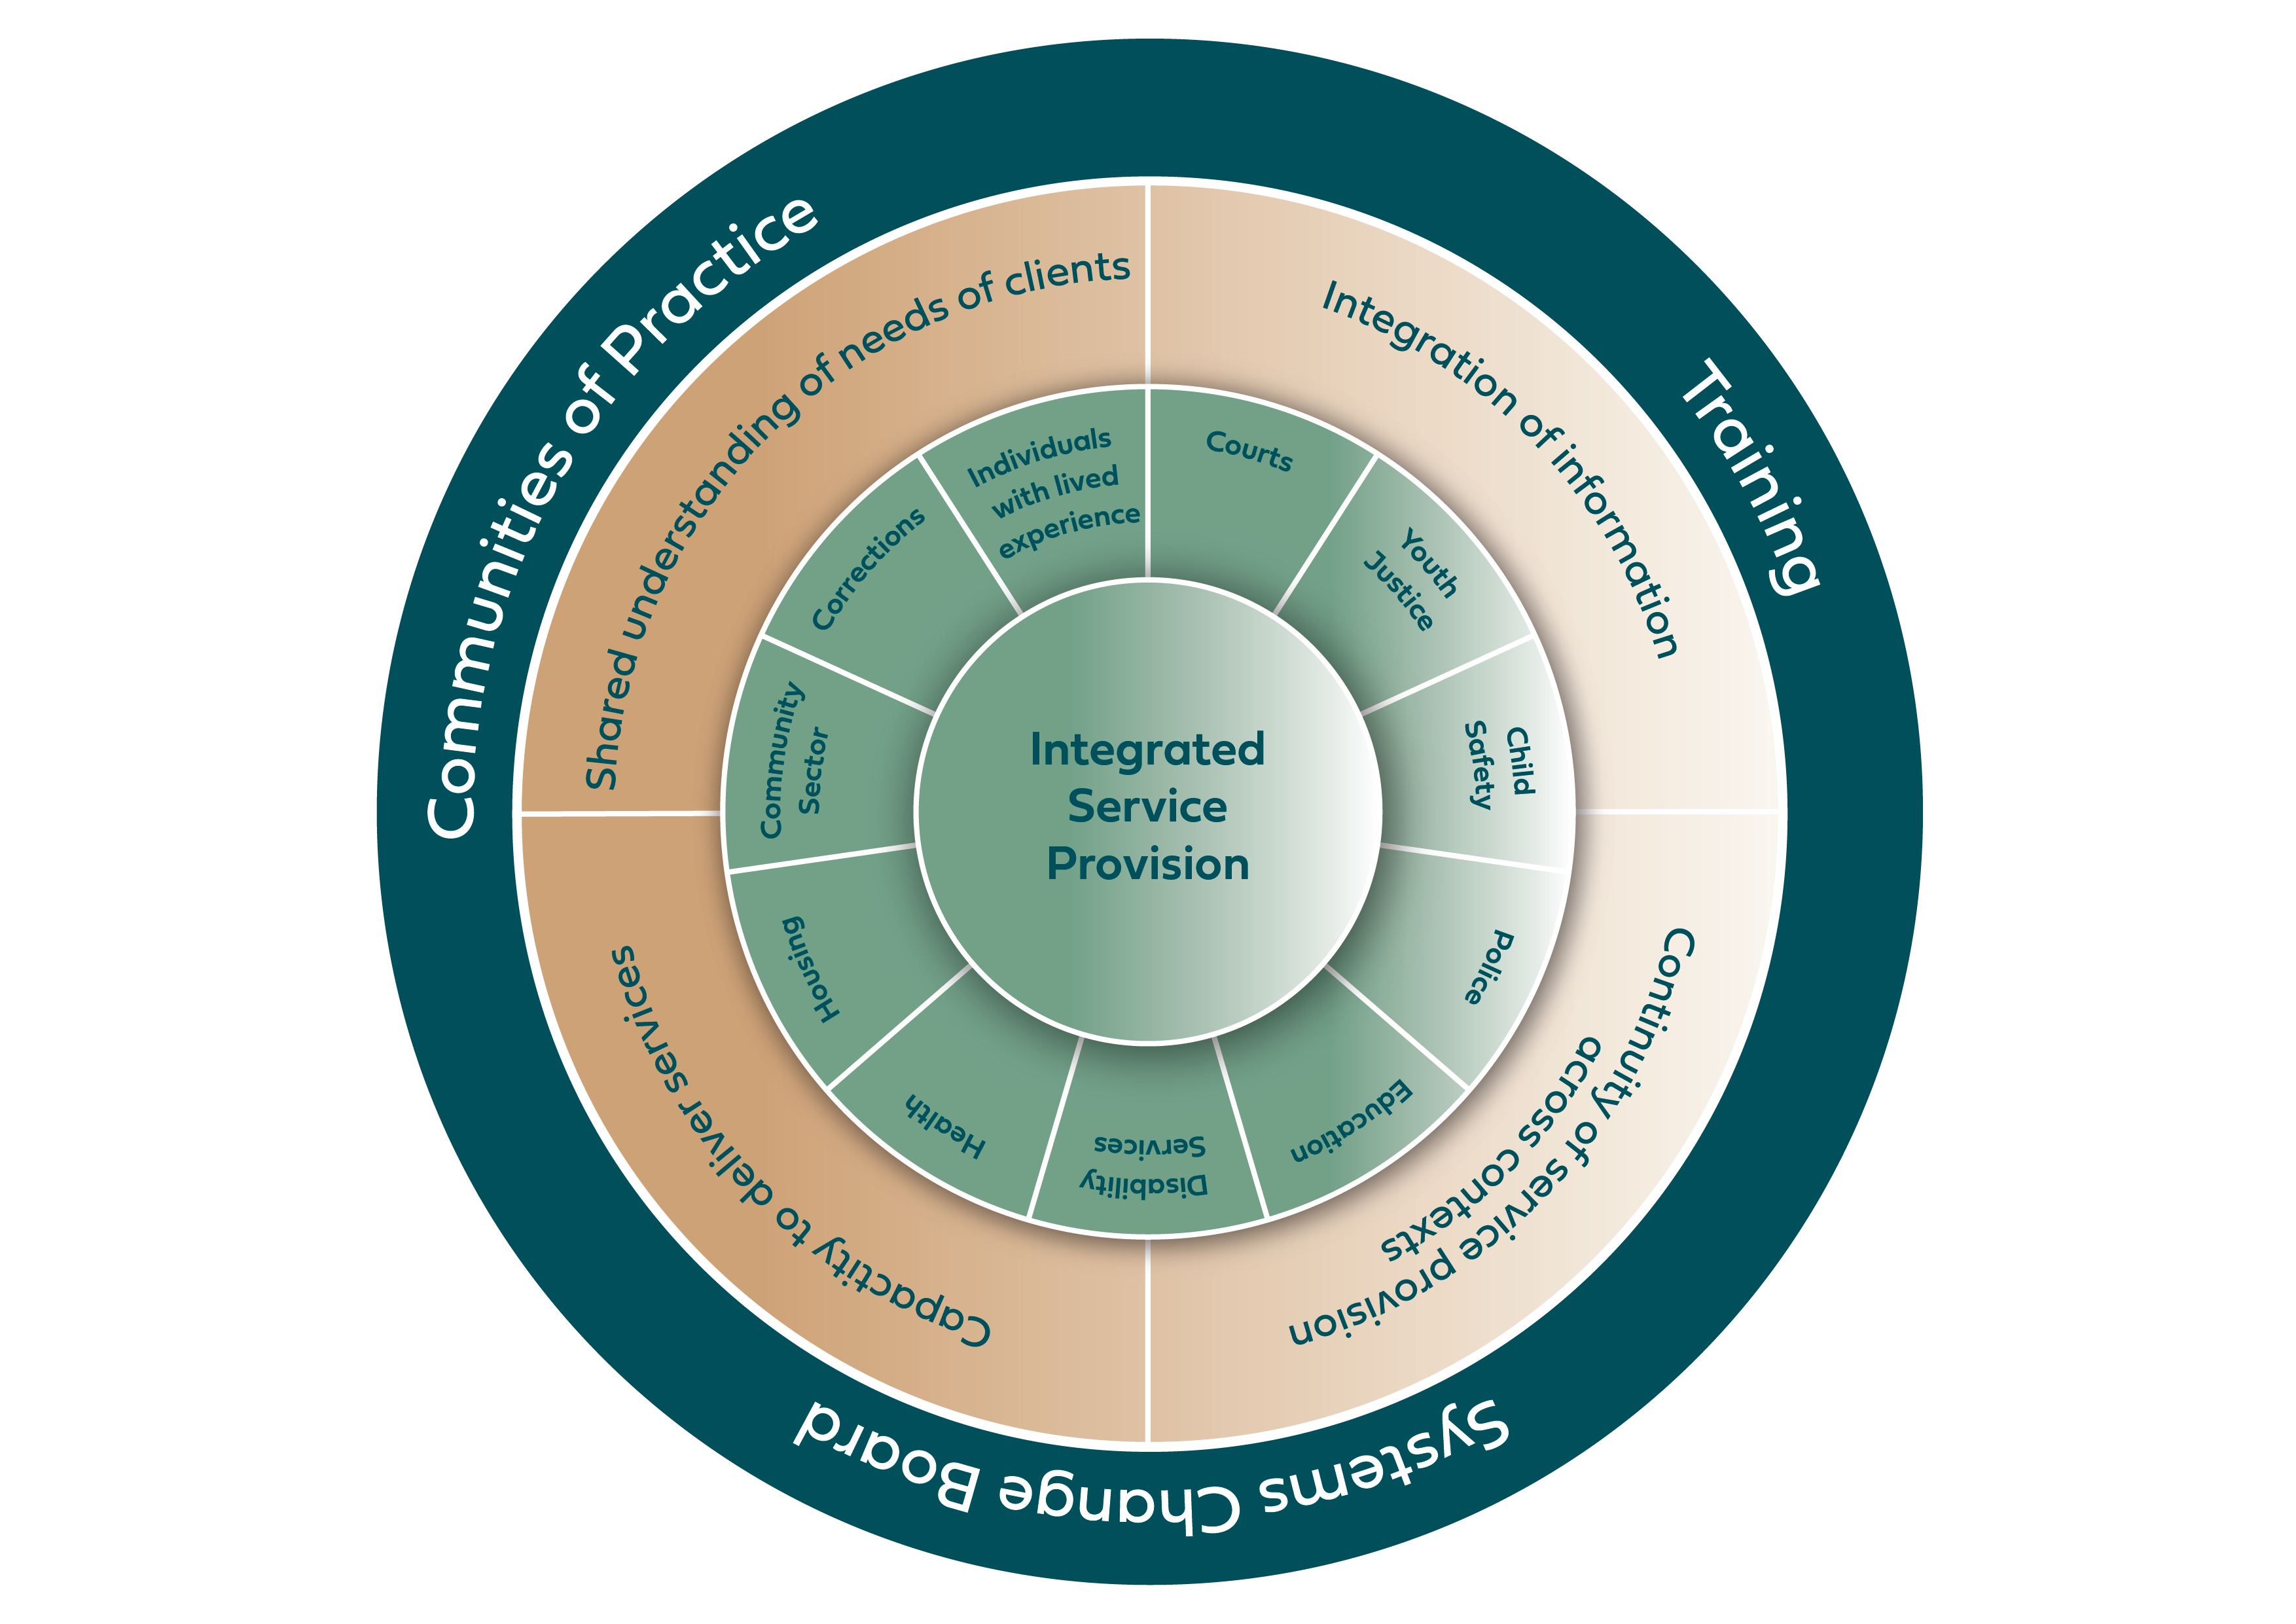 Communities of Practice
Training
Systems Change Board
Shared understanding of needs of clients
Integration of information
Continuity of service provision
across contexts
Capactity to deliver services
Individuals
with lived
experience
Courts
Youth
Justice
Child
Safety
Police
Education
Disability
Services
Health
Housing
Community
Sector
Corrections
Integrated
Service
Provision